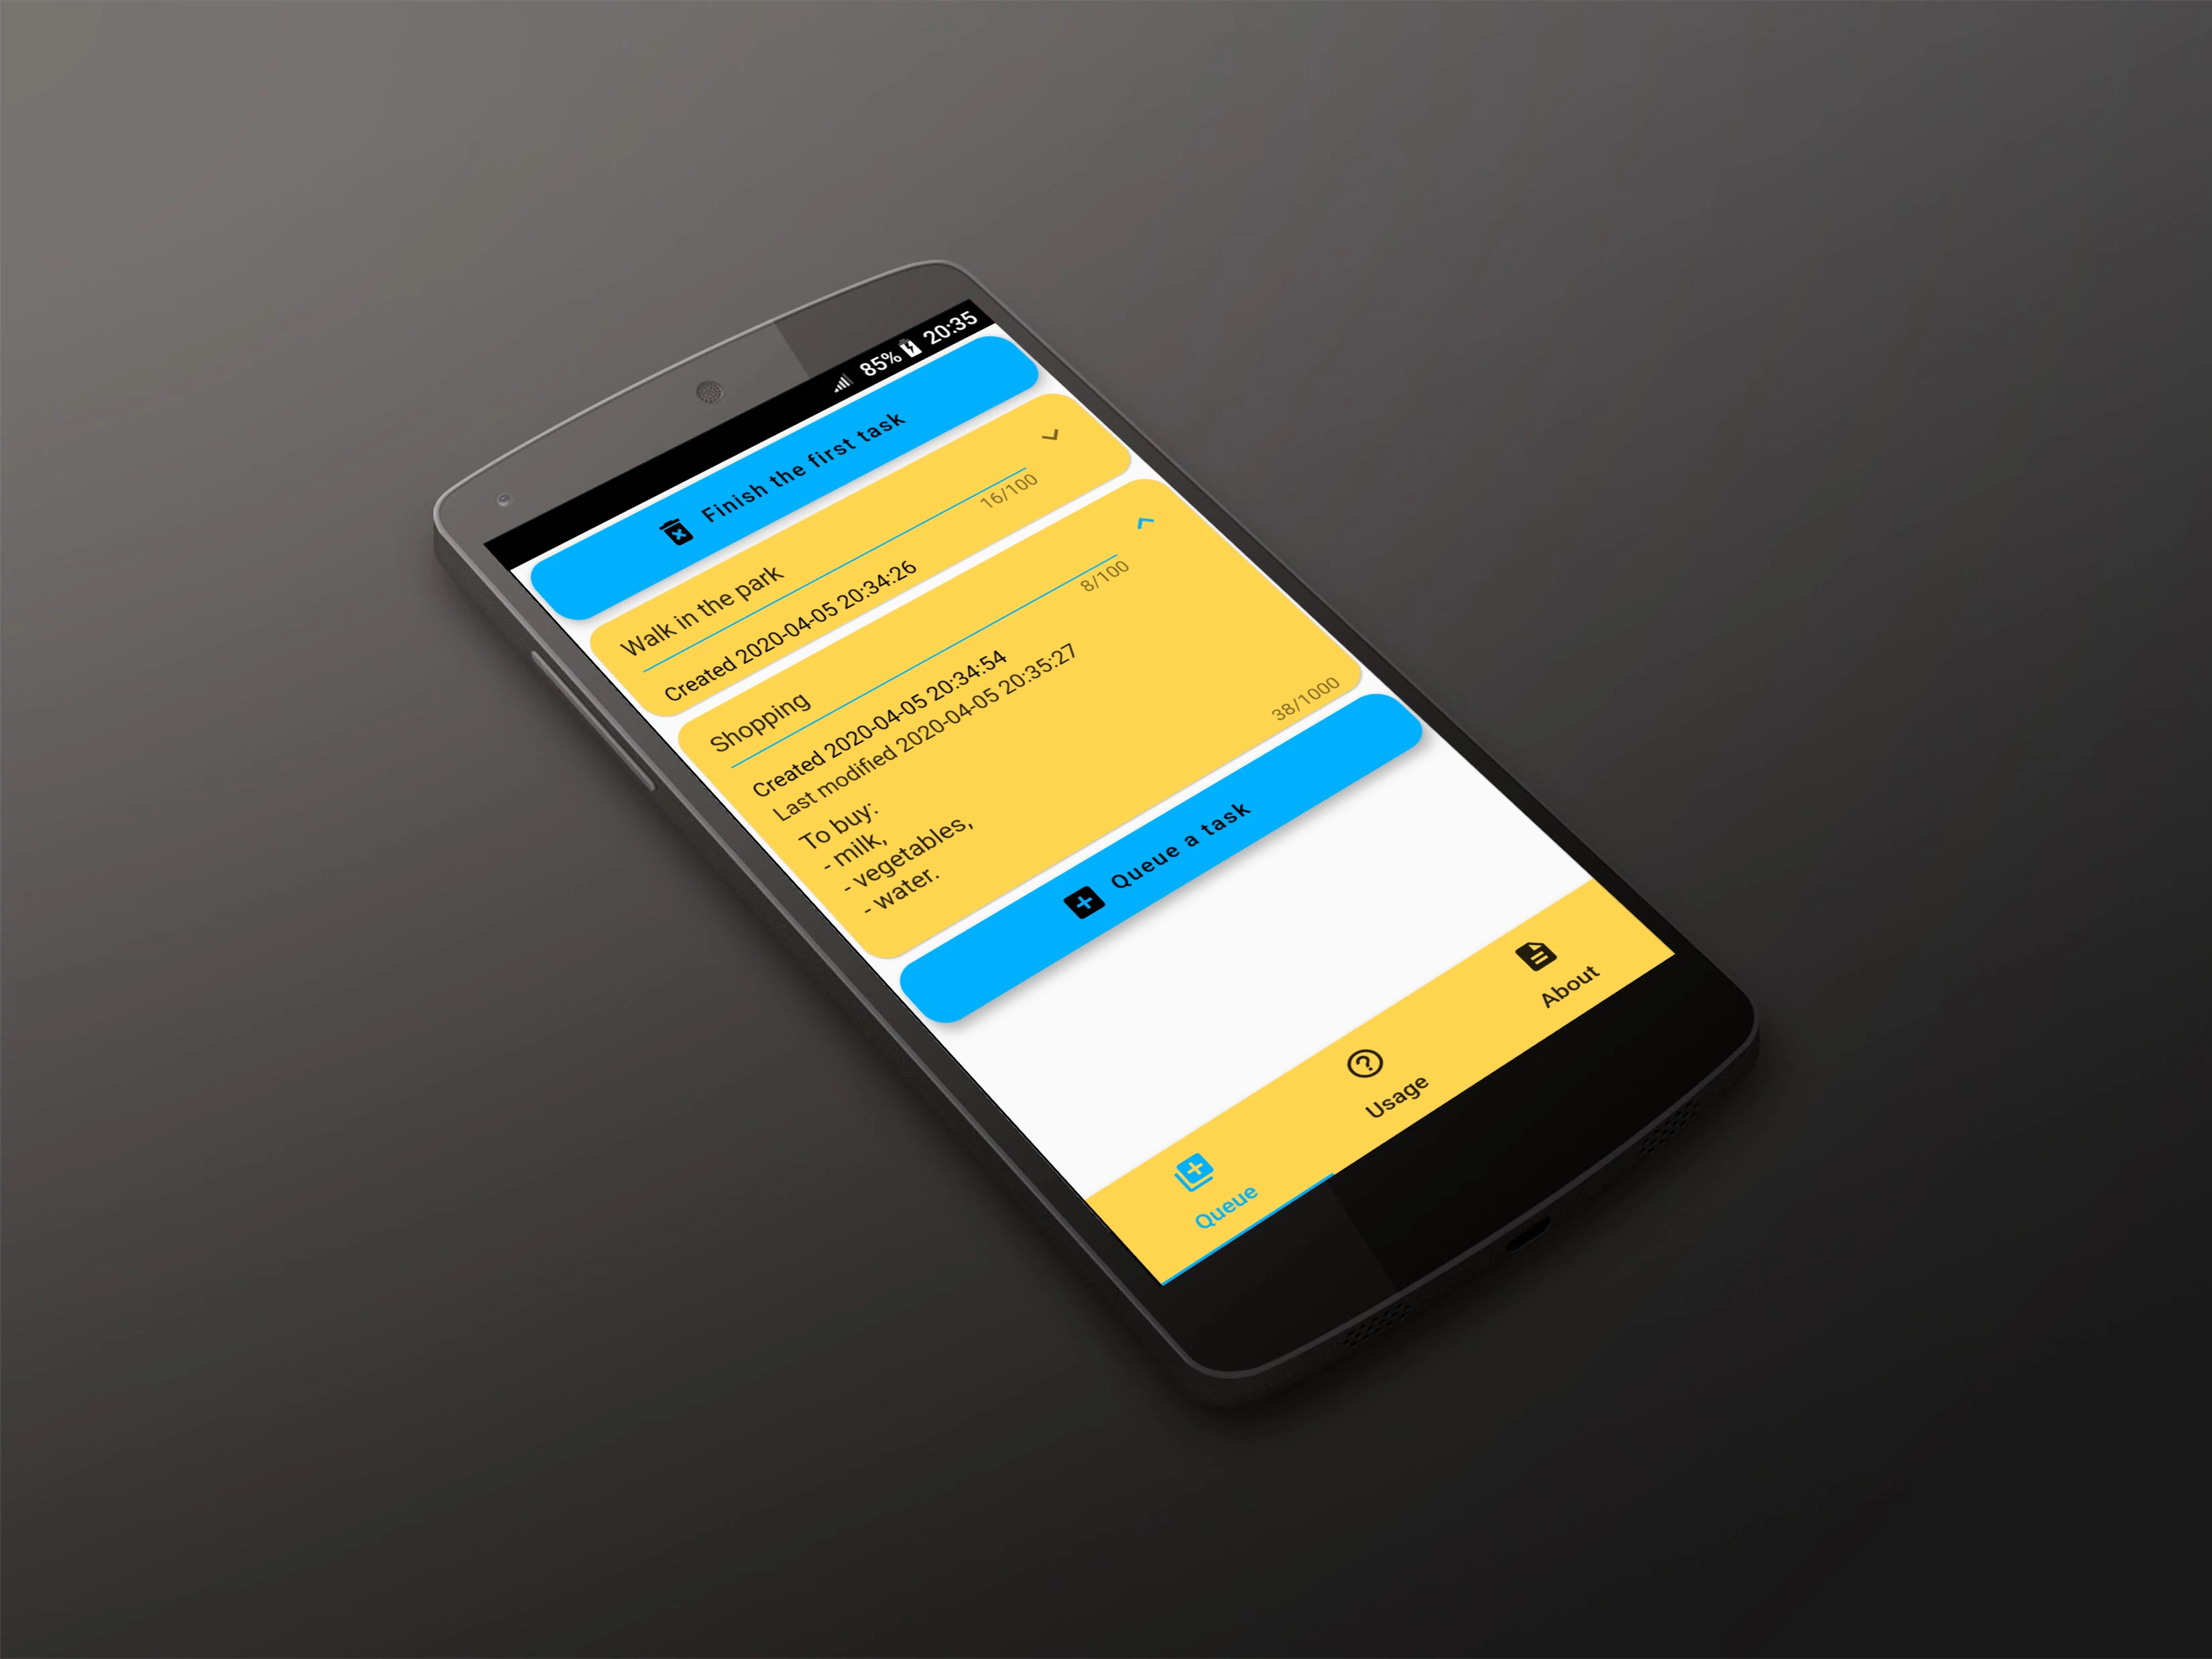 85% 20:35
Finish the first task
Walk in the park
16/100
Created 2020-04-05 20:34:26
Shopping
8/100
Created 2020-04-05 20:34:54
Last modified 2020-04-05 20:35:27
To buy:
- milk,
- vegetables,
- water.
38/1000
Queue a task
Queue
Usage
About